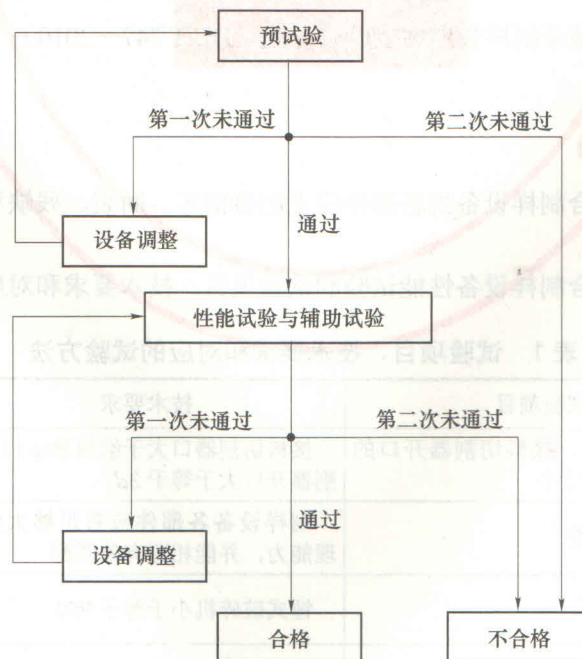 预试验
第一次未通过
第二次未通过
设备调整
通过
性能试验与辅助试验
第一次未通过
第二次未通过
通过
设备调整
合格
不合格